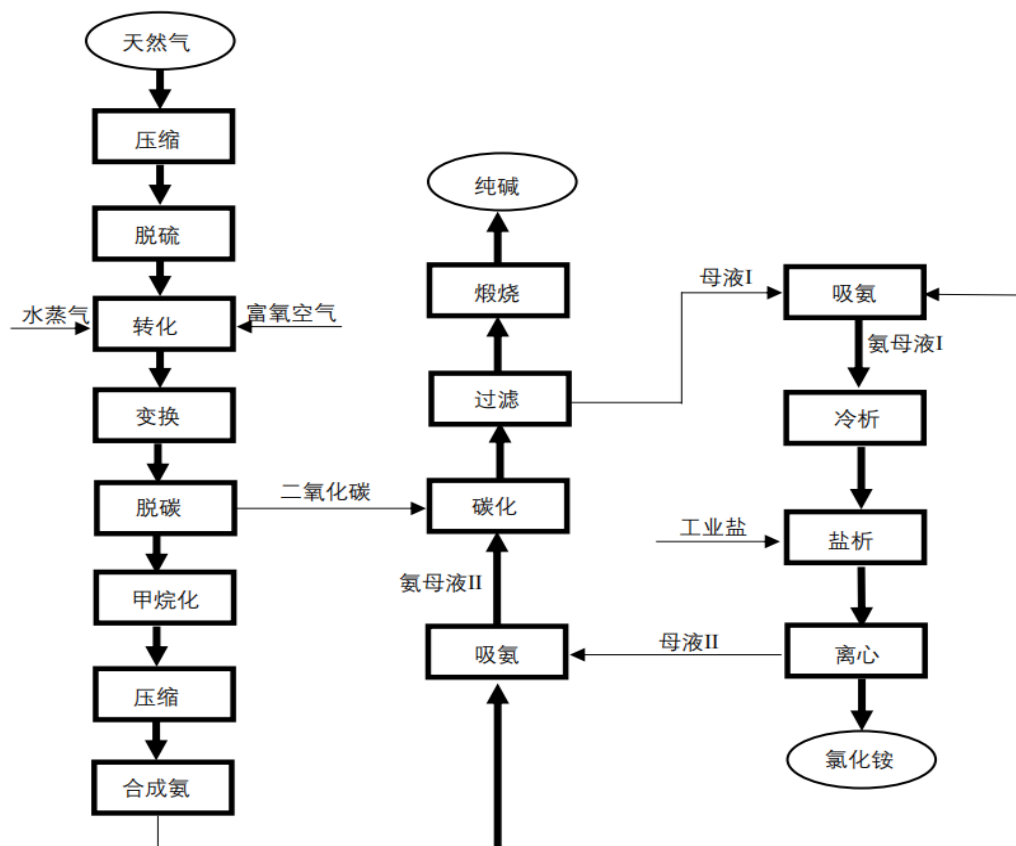 天然气
压缩
脱硫
水蒸气
转化
富氧空气
变换
脱碳
二氧化碳
甲烷化
压缩
合成氨
纯碱
煅烧
过滤
母液I
碳化
氨母液II
吸氨
母液II
吸氨
氨母液I
冷析
工业盐
盐析
离心
氯化铵